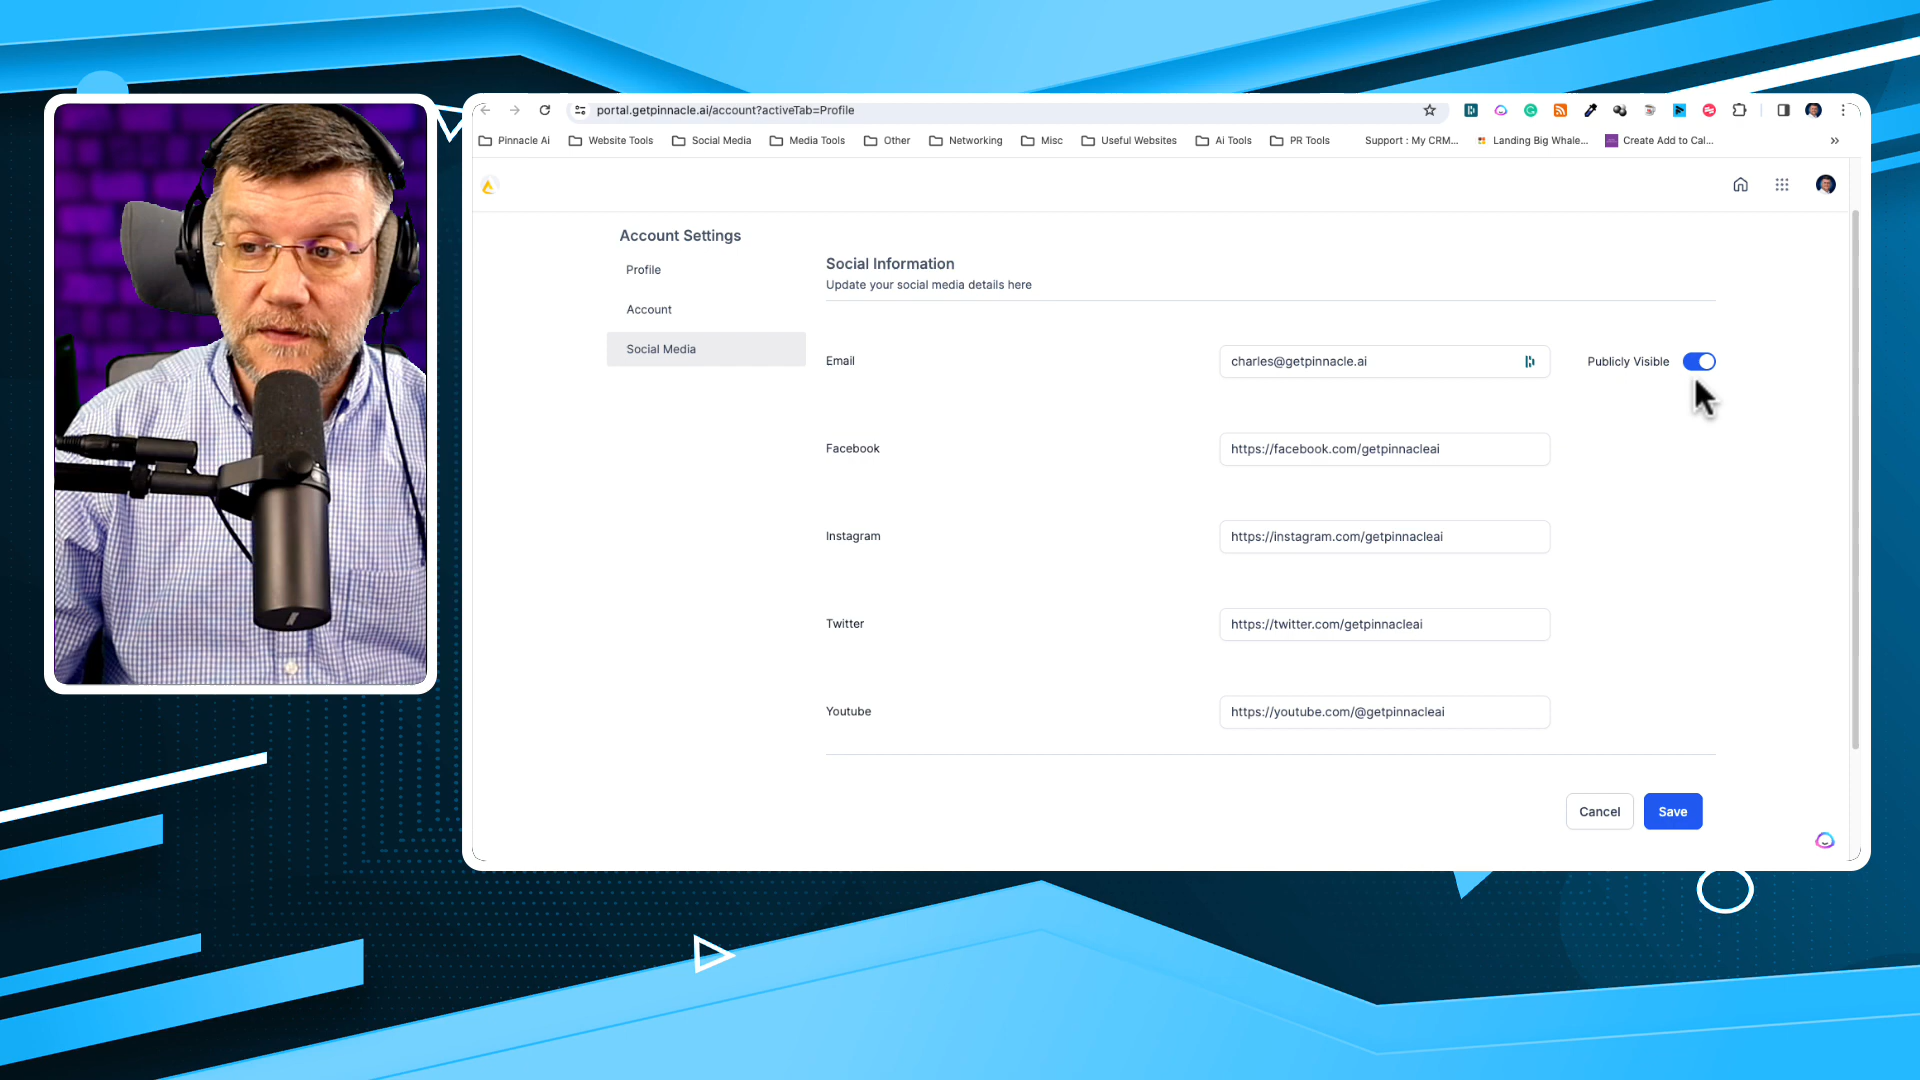 portal.getpinnacle.ai/account?activeTab=Profile
Pinnacle Ai Website Tools Social Media Media Tools Other Networking Misc Useful Websites Ai Tools PR Tools Support : My CRM... Landing Big Whale... Create Add to Cal... »
Account Settings
Profile
Account
Social Media
Social Information
Update your social media details here
Email charles@getpinnacle.ai Publicly Visible
Facebook https://facebook.com/getpinnacleai
Instagram https://instagram.com/getpinnacleai
Twitter https://twitter.com/getpinnacleai
Youtube https://youtube.com/@getpinnacleai
Cancel Save